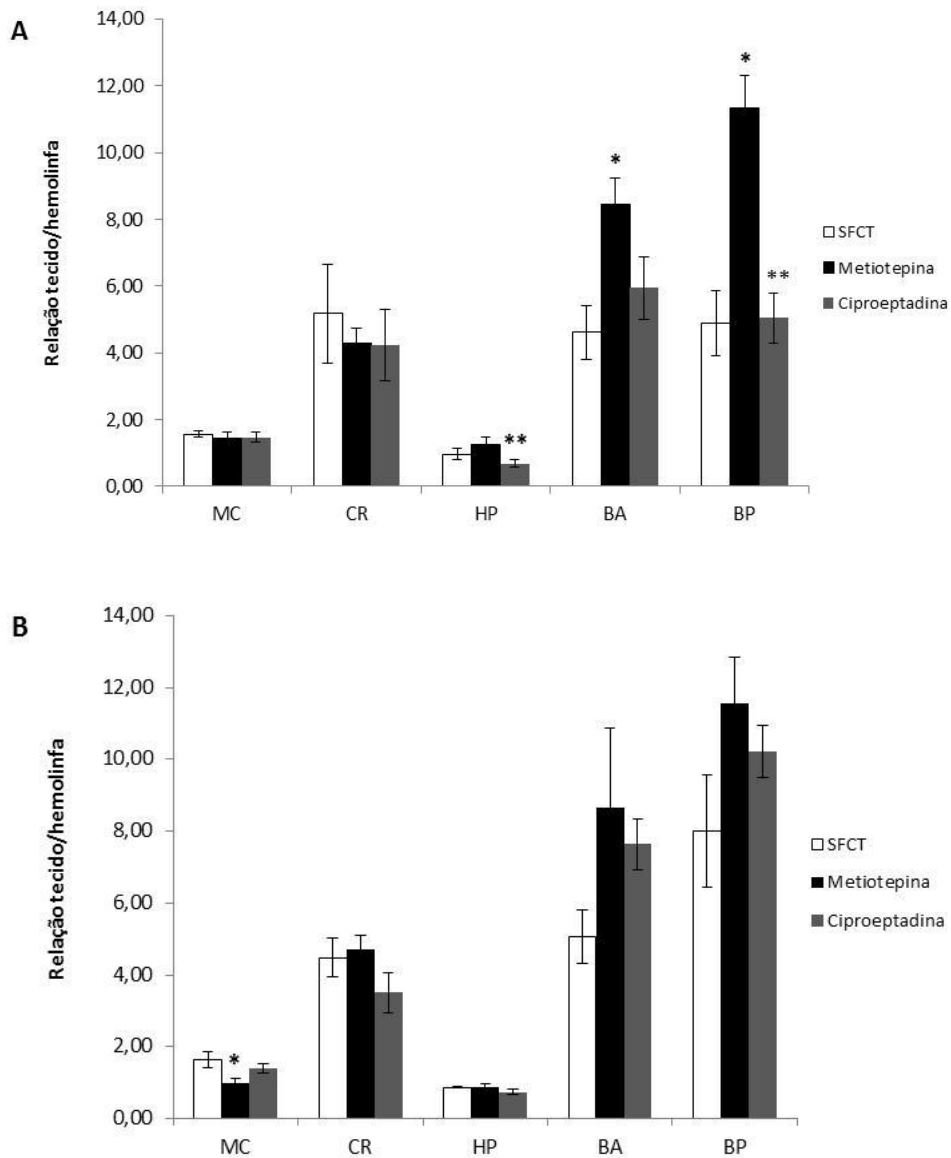 A
Relação tecido/hemolinfa
14,00
12,00
10,00
8,00
6,00
4,00
2,00
0,00
*
*
**
**
MC CR HP BA BP
SFCT
Metiotepina
Ciproeptadina
B
Relação tecido/hemolinfa
14,00
12,00
10,00
8,00
6,00
4,00
2,00
0,00
*
MC CR HP BA BP
SFCT
Metiotepina
Ciproeptadina